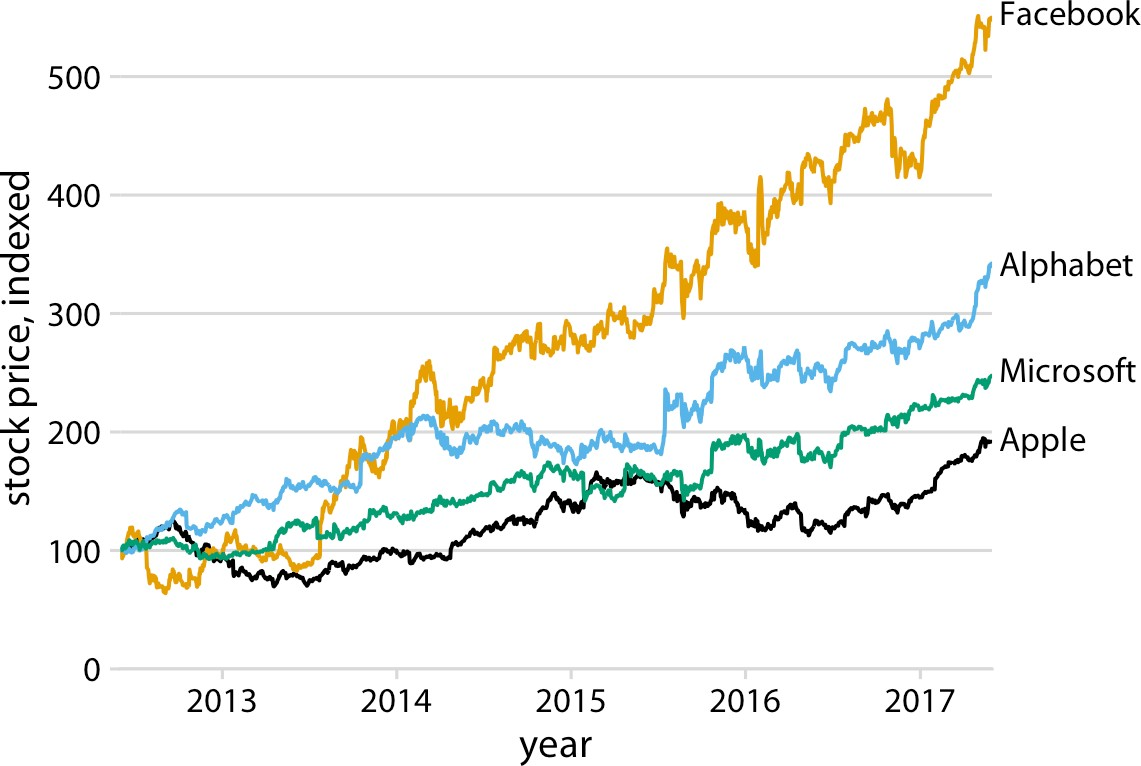 Facebook
500
400
stock price, indexed
300
Alphabet
Microsoft
200
Apple
100
0
2013 2014 2015 2016 2017
year